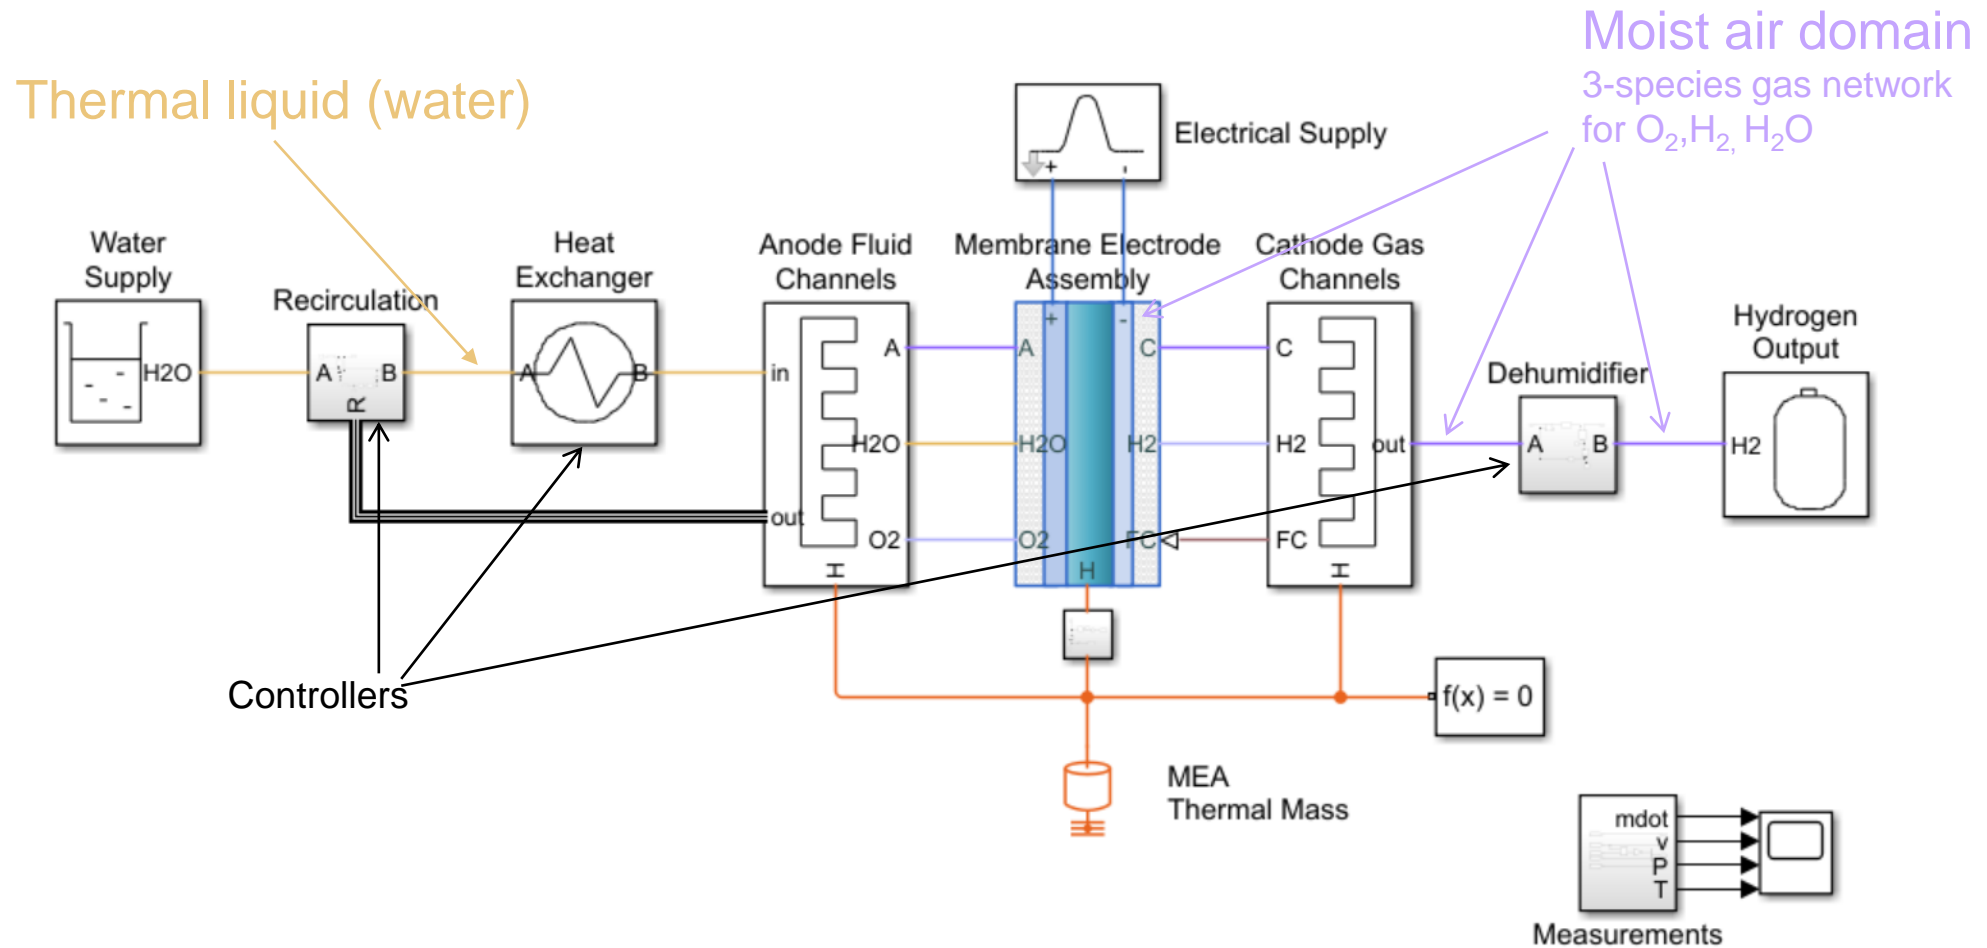 Moist air domain
3-species gas network
for O₂,H₂, H₂O
Thermal liquid (water)
Electrical Supply
+
-
Water
Supply
H2O
Recirculation
A
B
R
Heat
Exchanger
A
B
Anode Fluid
Channels
A
in
H2O
out
O2
H
Membrane Electrode
Assembly
+
-
A
C
H2O
H2
O2
FC
H
Cathode Gas
Channels
C
H2
out
FC
H
Dehumidifier
A
B
Hydrogen
Output
H2
Controllers
f(x) = 0
MEA
Thermal Mass
mdot
v
P
T
Measurements